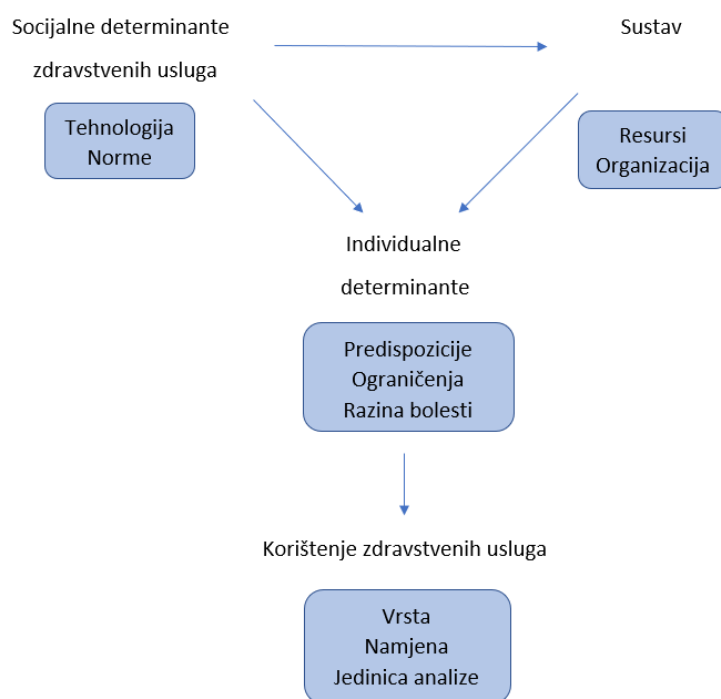 Socijalne determinante
zdravstvenih usluga
Tehnologija
Norme
Sustav
Resursi
Organizacija
Individualne
determinante
Predispozicije
Ograničenja
Razina bolesti
Korištenje zdravstvenih usluga
Vrsta
Namjena
Jedinica analize